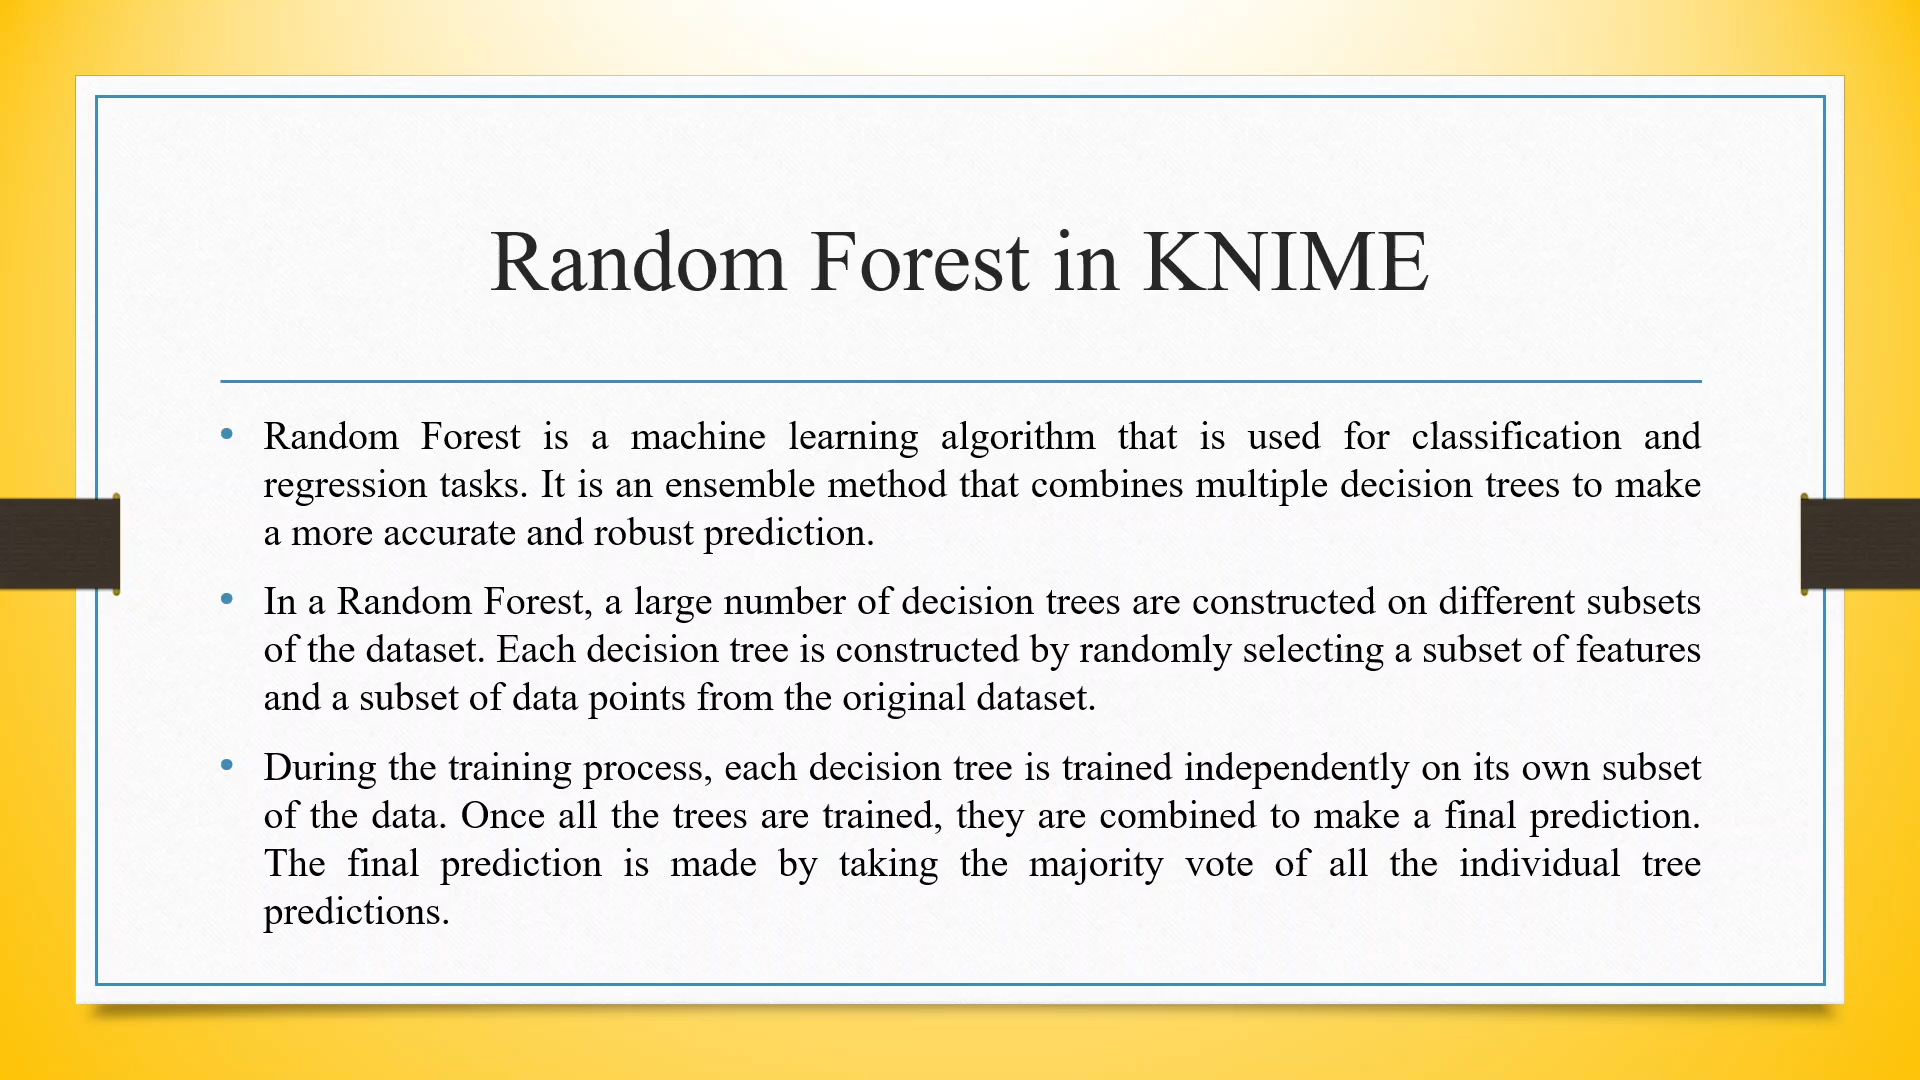 Random Forest in KNIME
• Random Forest is a machine learning algorithm that is used for classification and
regression tasks. It is an ensemble method that combines multiple decision trees to make
a more accurate and robust prediction.
• In a Random Forest, a large number of decision trees are constructed on different subsets
of the dataset. Each decision tree is constructed by randomly selecting a subset of features
and a subset of data points from the original dataset.
• During the training process, each decision tree is trained independently on its own subset
of the data. Once all the trees are trained, they are combined to make a final prediction.
The final prediction is made by taking the majority vote of all the individual tree
predictions.